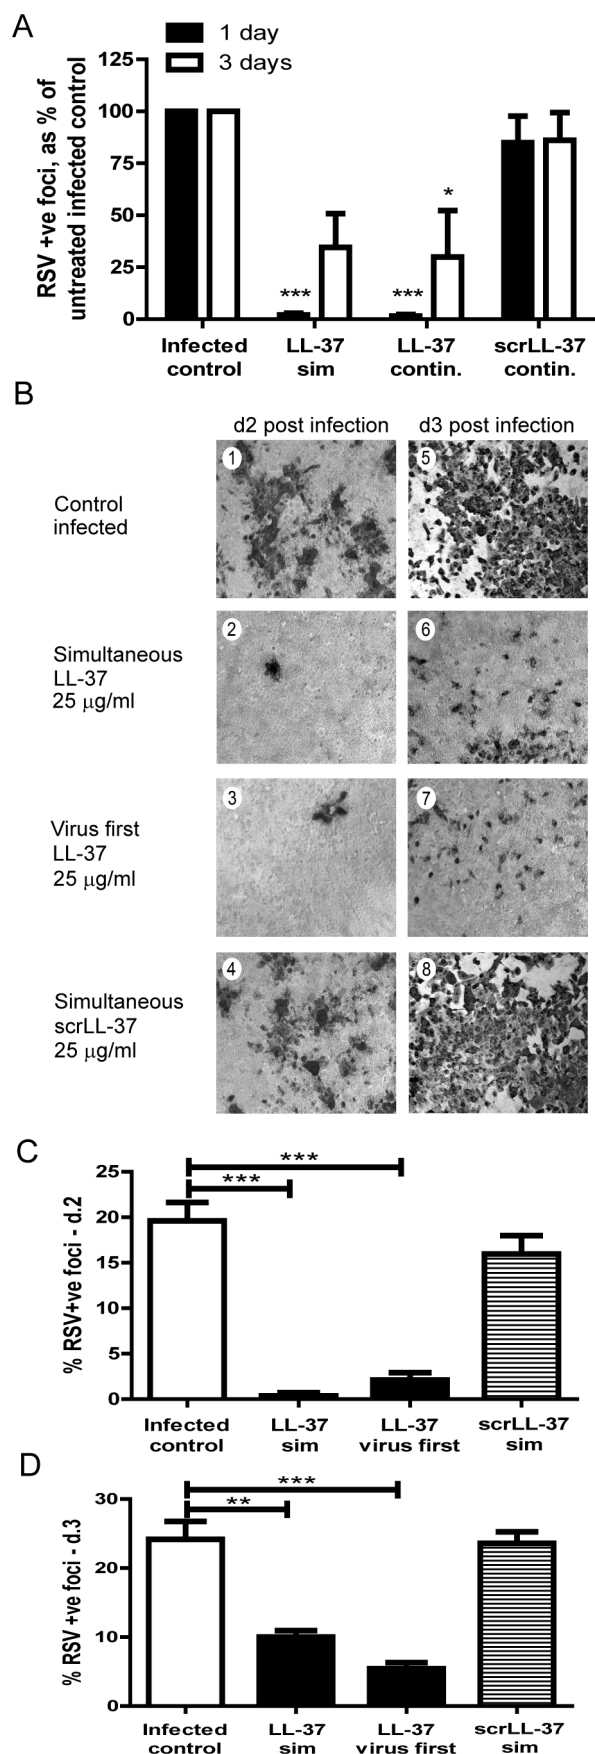 A
1 day
3 days
RSV +ve foci, as % of
untreated infected control
125
100
75
50
25
0
***
***
*
Infected
control
LL-37
sim
LL-37
contin.
scrLL-37
contin.
B
d2 post infection
d3 post infection
Control
infected
1
5
Simultaneous
LL-37
25 μg/ml
2
6
Virus first
LL-37
25 μg/ml
3
7
Simultaneous
scrLL-37
25 μg/ml
4
8
C
% RSV+ve foci - d.2
25
20
15
10
5
0
***
***
Infected
control
LL-37
sim
LL-37
virus first
scrLL-37
sim
D
% RSV +ve foci - d.3
30
20
10
0
***
**
Infected
control
LL-37
sim
LL-37
virus first
scrLL-37
sim